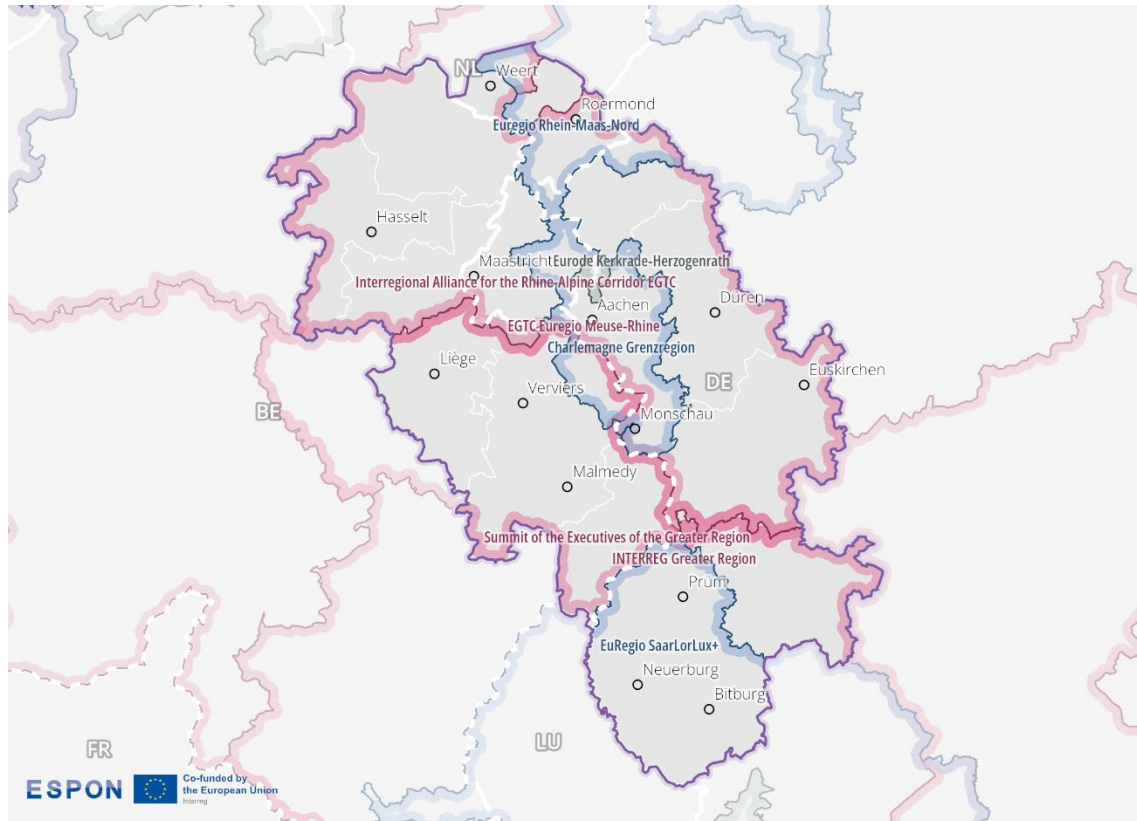 NL
Weert
Roermond
Euregio Rhein-Maas-Nord
Hasselt
Maastricht
Eurode Kerkrade-Herzogenrath
Interregional Alliance for the Rhine-Alpine Corridor EGTC
Aachen
Düren
EGTC Euregio Meuse-Rhine
Charlemagne Grenzregion
Liège
DE
Euskirchen
Verviers
BE
Monschau
Malmedy
Summit of the Executives of the Greater Region
INTERREG Greater Region
Prüm
EuRegio SaarLorLux+
Neuerburg
Bitburg
LU
FR
ESPON
Co-funded by
the European Union
Interreg